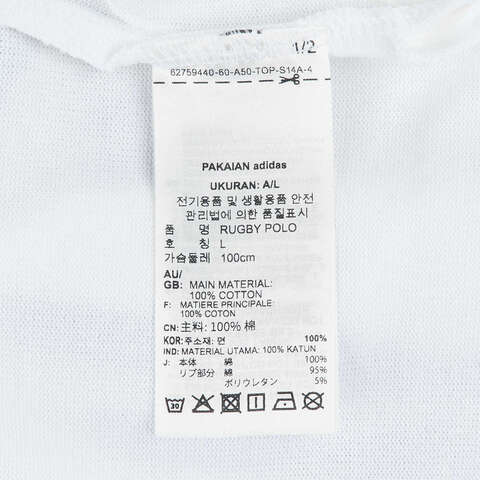 1/2
62759440-60-A50-TOP-S14A-4
PAKAIAN adidas
UKURAN: A/L
전기용품 및 생활용품 안전
관리법에 의한 품질표시
품 명 RUGBY POLO
호 칭 L
가슴둘레 100cm
AU/
GB: MAIN MATERIAL:
100% COTTON
F: MATIERE PRINCIPALE:
100% COTON
CN: 主料: 100% 棉
KOR: 주소재: 면 100%
IND: MATERIAL UTAMA: 100% KATUN
J: 本体 綿 100%
リブ部分 綿 95%
ポリウレタン 5%
30